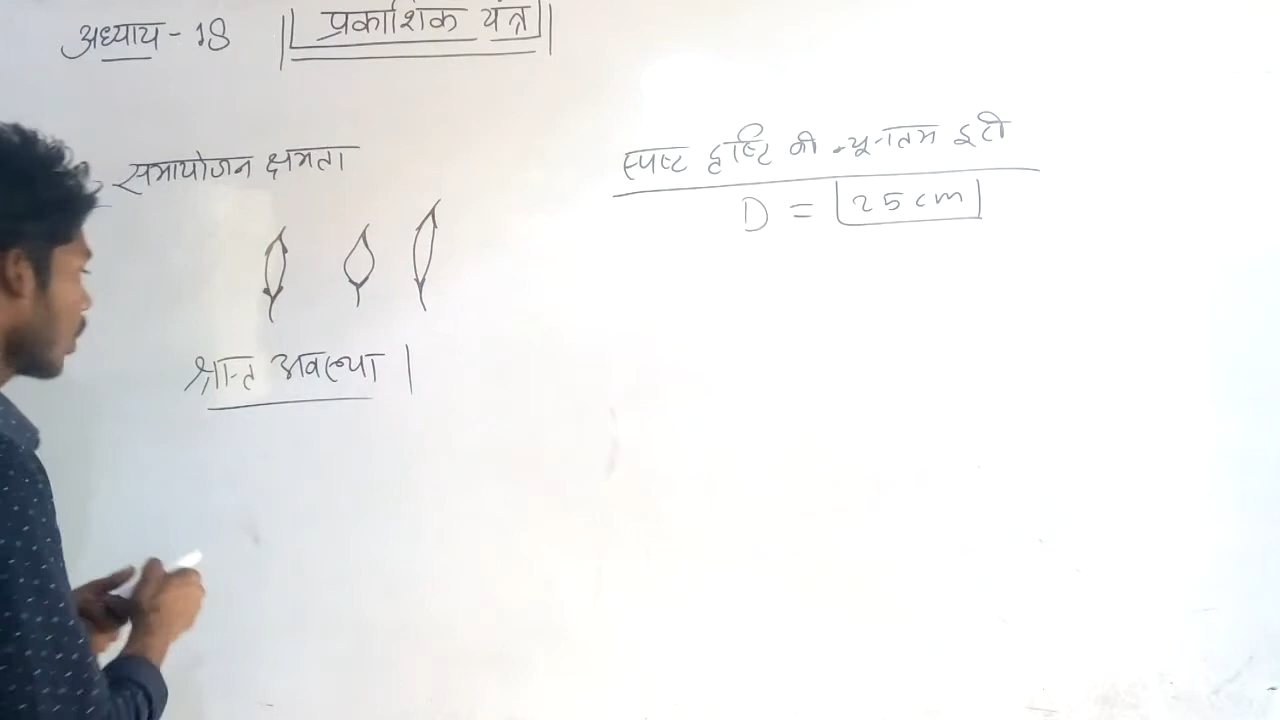 अध्याय - 18
प्रकाशिक यंत्र
समायोजन क्षमता
श्रान्त अवस्था |
स्पष्ट दृष्टि की न्यूनतम दूरी
D = 25 cm